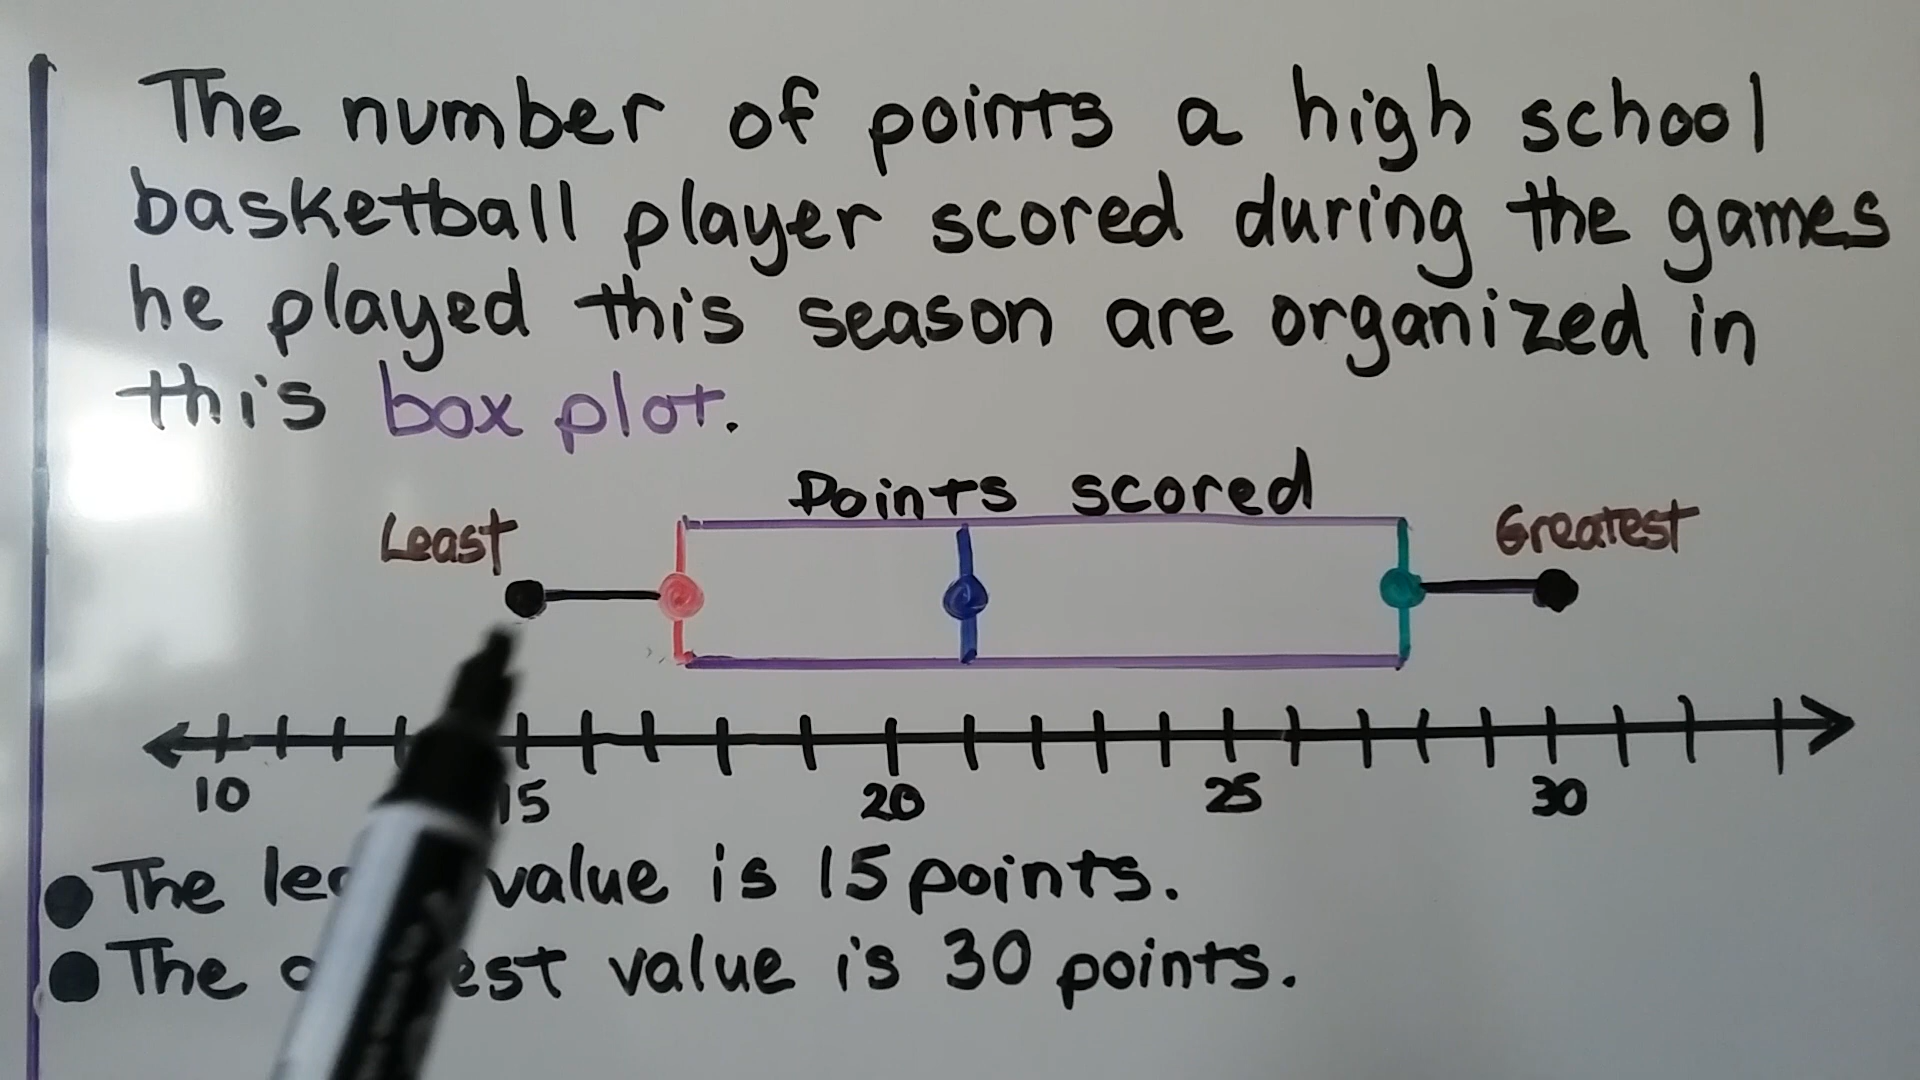 The number of points a high school
basketball player scored during the games
he played this season are organized in
this box plot.
Points scored
Least
Greatest
10 15 20 25 30
The value is 15 points.
The value is 30 points.